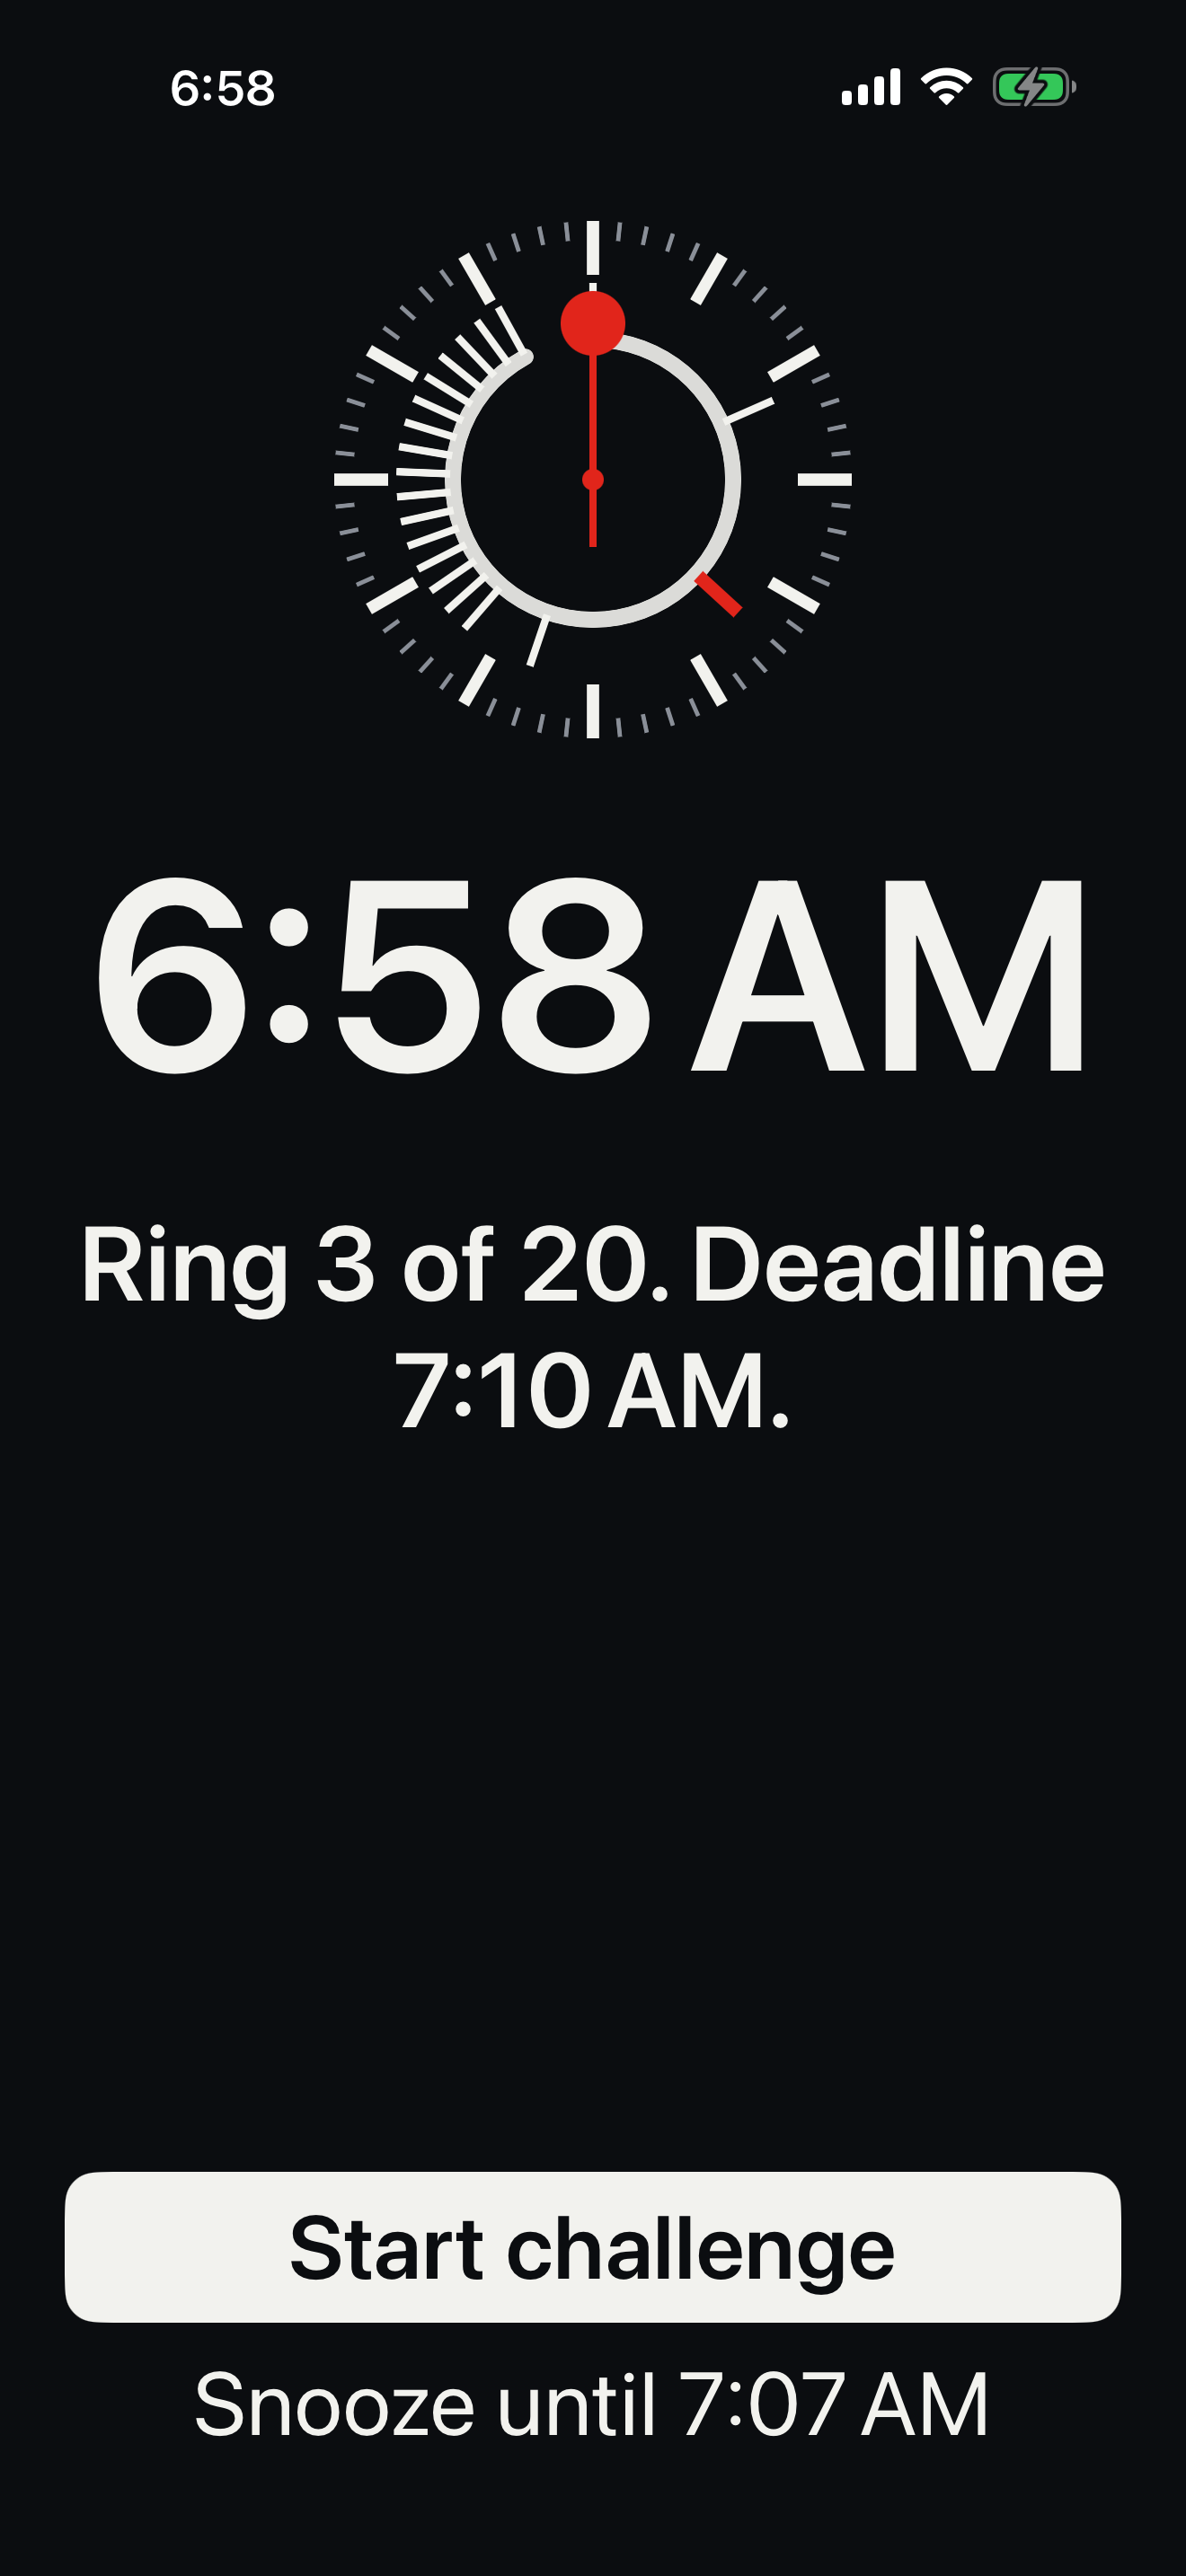 6:58
6:58 AM
Ring 3 of 20. Deadline
7:10 AM.
Start challenge
Snooze until 7:07 AM